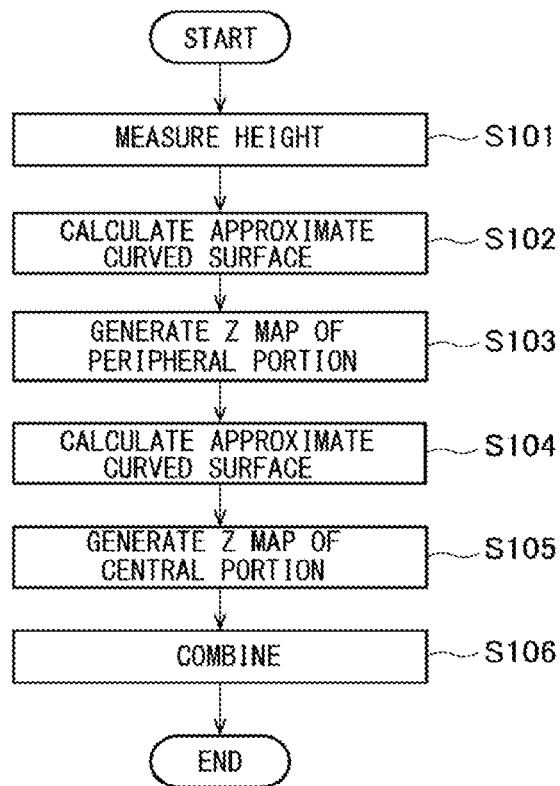 START
MEASURE HEIGHT
S101
CALCULATE APPROXIMATE
CURVED SURFACE
S102
GENERATE Z MAP OF
PERIPHERAL PORTION
S103
CALCULATE APPROXIMATE
CURVED SURFACE
S104
GENERATE Z MAP OF
CENTRAL PORTION
S105
COMBINE
S106
END